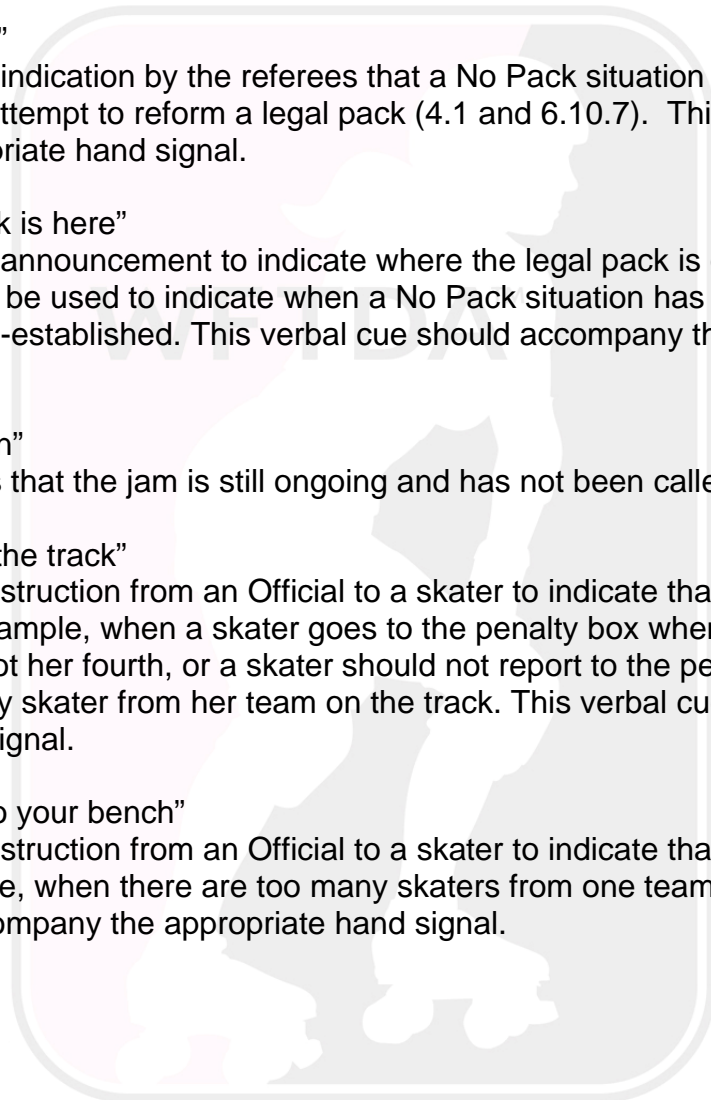 ”
indication by the referees that a No Pack situation
ttempt to reform a legal pack (4.1 and 6.10.7).  Thi
riate hand signal.
k is here”
announcement to indicate where the legal pack is
be used to indicate when a No Pack situation has
-established. This verbal cue should accompany th
WFTDA
n”
s that the jam is still ongoing and has not been calle
the track”
struction from an Official to a skater to indicate tha
ample, when a skater goes to the penalty box when
ot her fourth, or a skater should not report to the pe
y skater from her team on the track. This verbal cu
ignal.
o your bench”
struction from an Official to a skater to indicate tha
e, when there are too many skaters from one team
ompany the appropriate hand signal.